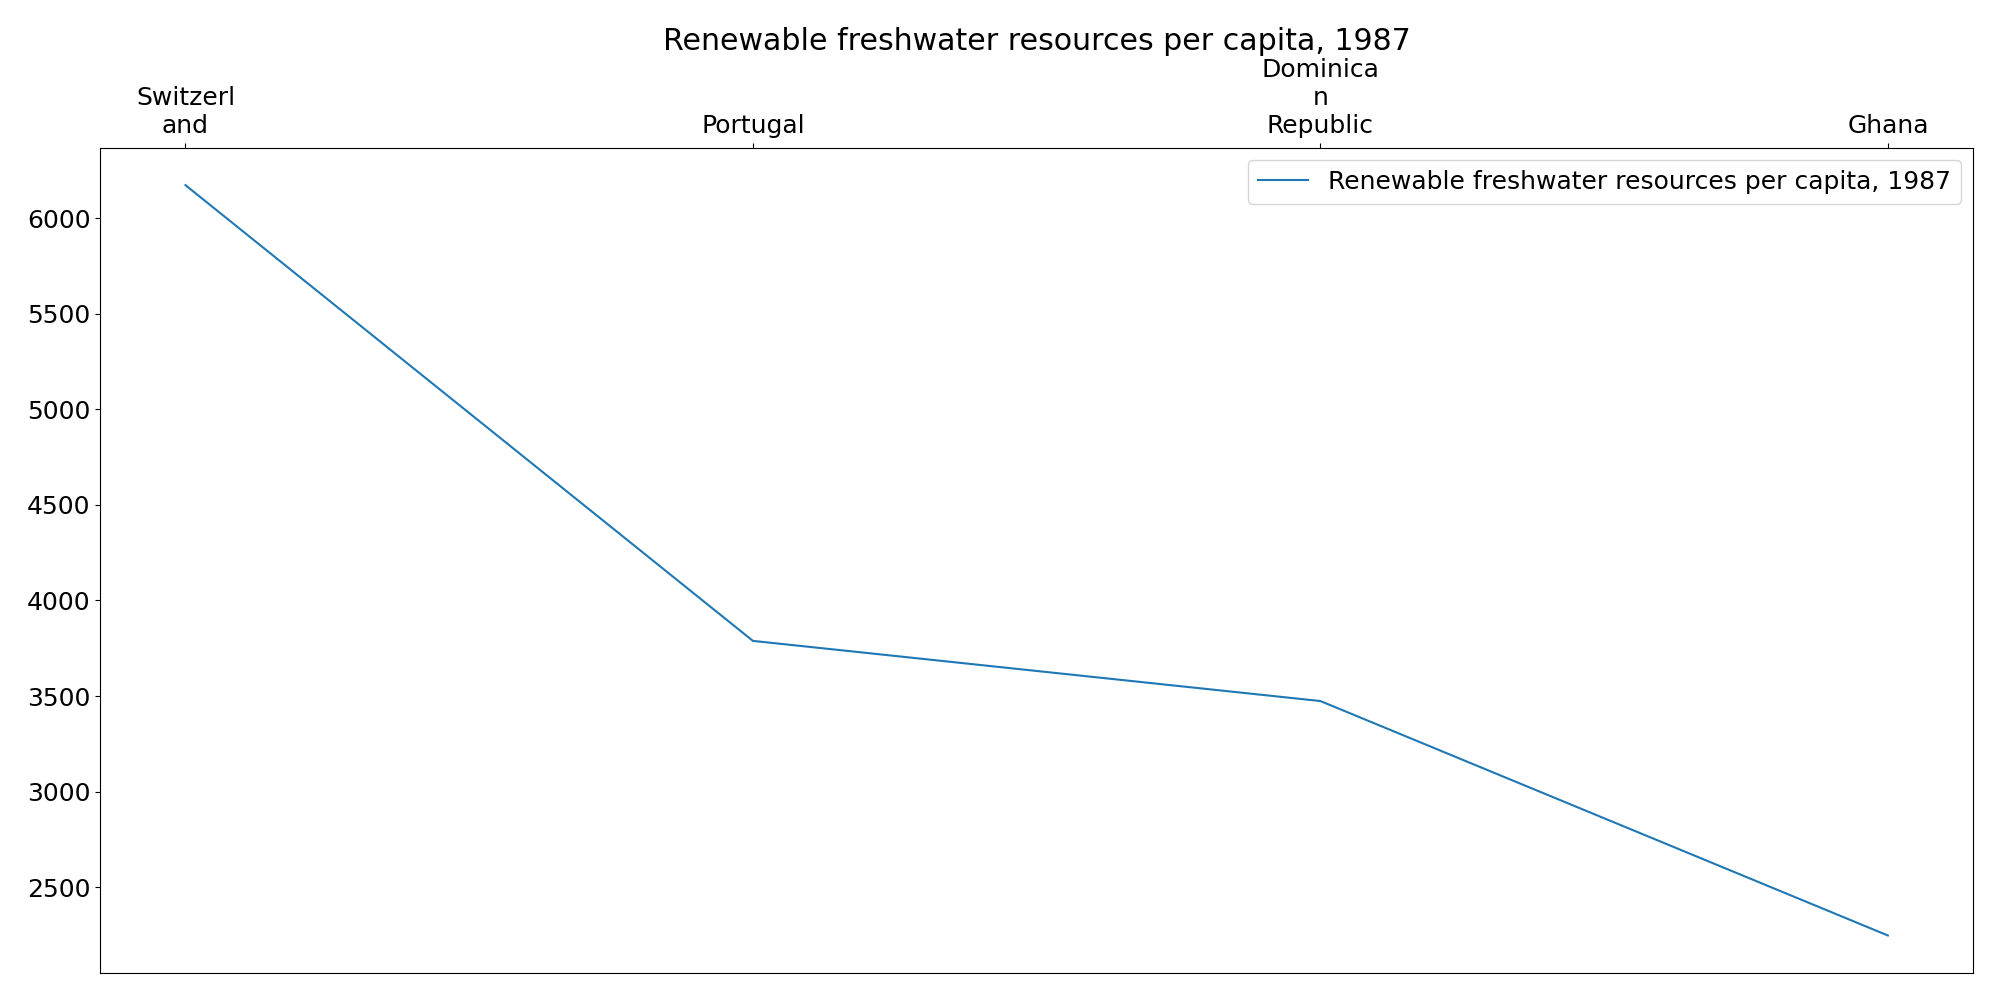 Renewable freshwater resources per capita, 1987
Switzerl
and
Portugal
Dominica
n
Republic
Ghana
Renewable freshwater resources per capita, 1987
6000
5500
5000
4500
4000
3500
3000
2500